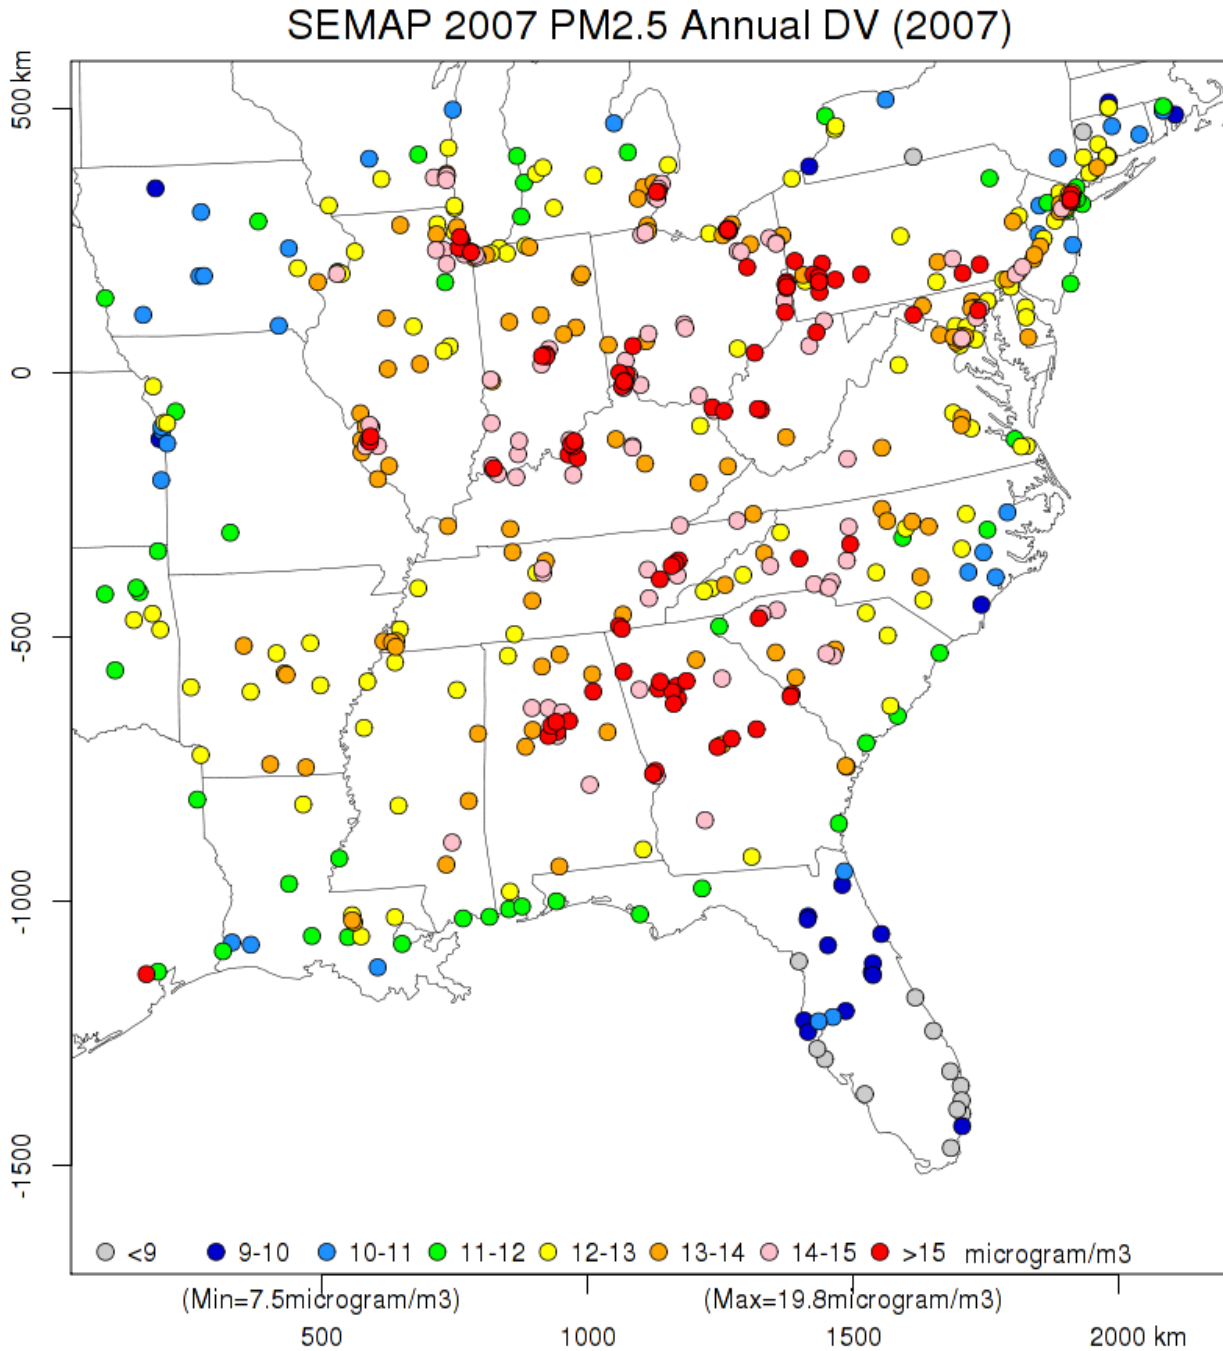 SEMAP 2007 PM2.5 Annual DV (2007)
500 km
0
-500
-1000
-1500
<9 9-10 10-11 11-12 12-13 13-14 14-15 >15 microgram/m3
(Min=7.5microgram/m3) (Max=19.8microgram/m3)
500 1000 1500 2000 km